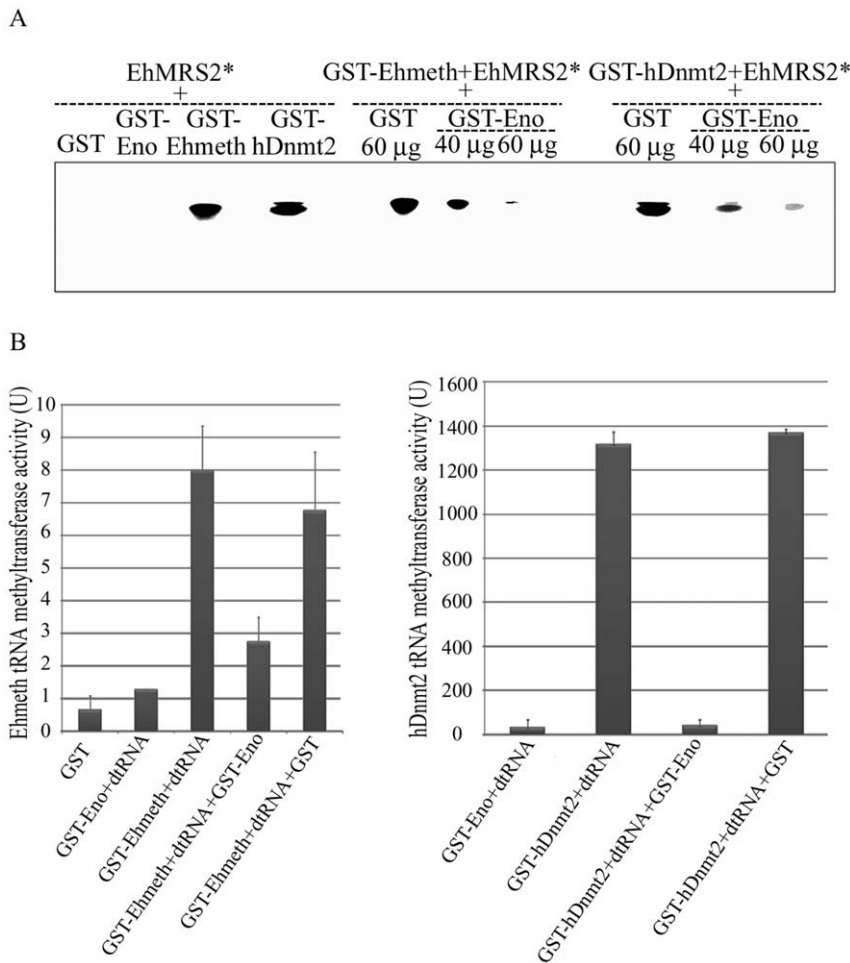 A
EhMRS2* GST-Ehmeth+EhMRS2* GST-hDnmt2+EhMRS2*
+ + +
GST- GST- GST- GST GST-Eno GST GST-Eno
GST Eno Ehmeth hDnmt2 60 µg 40 µg 60 µg 60 µg 40 µg 60 µg
B
Ehmeth tRNA methyltransferase activity (U)
10
9
8
7
6
5
4
3
2
1
0
GST
GST-Eno+dtRNA
GST-Ehmeth+dtRNA
GST-Ehmeth+dtRNA+GST-Eno
GST-Ehmeth+dtRNA+GST
hDnmt2 tRNA methyltransferase activity (U)
1600
1400
1200
1000
800
600
400
200
0
GST-Eno+dtRNA
GST-hDnmt2+dtRNA
GST-hDnmt2+dtRNA+GST-Eno
GST-hDnmt2+dtRNA+GST